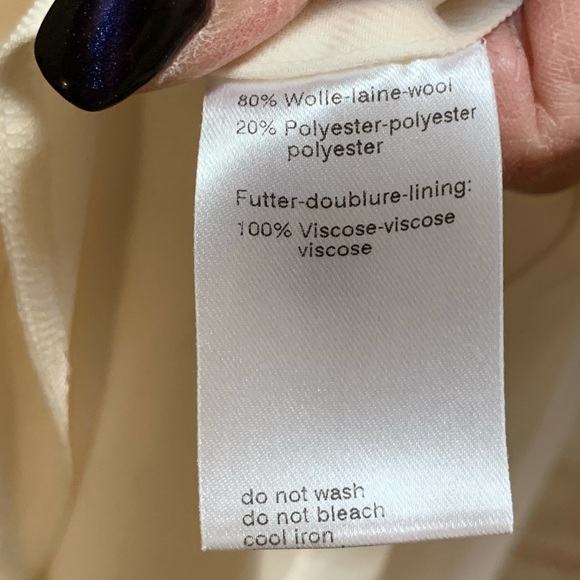 80% Wolle-laine-wool
20% Polyester-polyester
polyester
Futter-doublure-lining:
100% Viscose-viscose
viscose
do not wash
do not bleach
cool iron